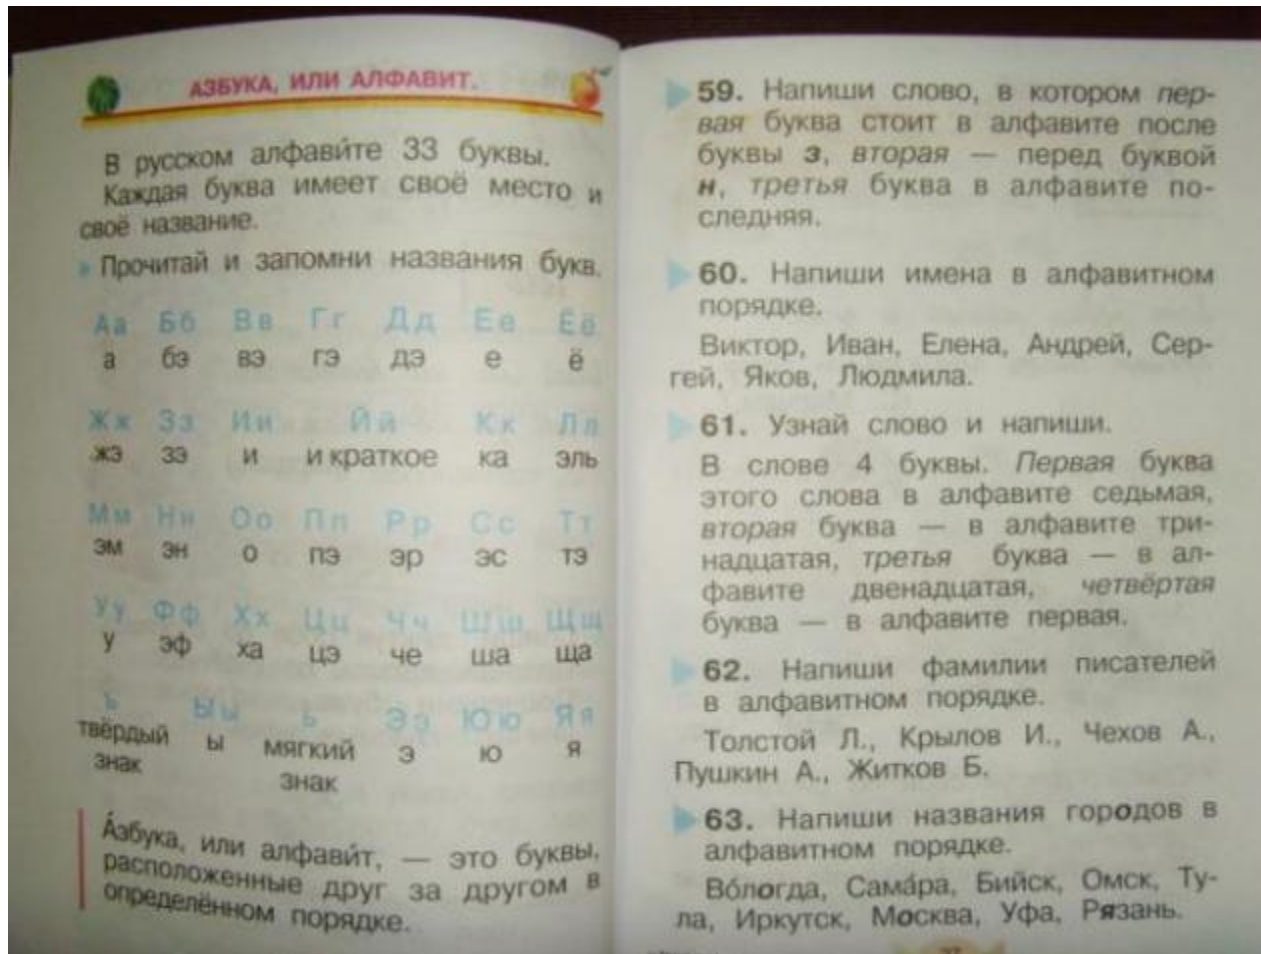 АЗБУКА, ИЛИ АЛФАВИТ.
В русском алфави́те 33 буквы.
Каждая буква имеет своё место и
своё название.
Прочитай и запомни названия букв.
Аа Бб Вв Гг Дд Ее Ёё
а бэ вэ гэ дэ е ё
Жж Зз Ии Йй Кк Лл
жэ зэ и и краткое ка эль
Мм Нн Оо Пп Рр Сс Тт
эм эн о пэ эр эс тэ
Уу Фф Хх Цц Чч Шш Щщ
у эф ха цэ че ша ща
ъ Ыы ь Ээ Юю Яя
твёрдый ы мягкий э ю я
знак знак
А́збука, или алфави́т, — это буквы,
расположенные друг за другом в
определённом порядке.
59. Напиши слово, в котором пер-
вая буква стоит в алфавите после
буквы з, вторая — перед буквой
н, третья буква в алфавите по-
следняя.
60. Напиши имена в алфавитном
порядке.
Виктор, Иван, Елена, Андрей, Сер-
гей, Яков, Людмила.
61. Узнай слово и напиши.
В слове 4 буквы. Первая буква
этого слова в алфавите седьмая,
вторая буква — в алфавите три-
надцатая, третья буква — в ал-
фавите двенадцатая, четвёртая
буква — в алфавите первая.
62. Напиши фамилии писателей
в алфавитном порядке.
Толстой Л., Крылов И., Чехов А.,
Пушкин А., Житков Б.
63. Напиши названия городов в
алфавитном порядке.
Во́логда, Сама́ра, Бийск, Омск, Ту-
ла, Иркутск, Москва, Уфа, Рязань.